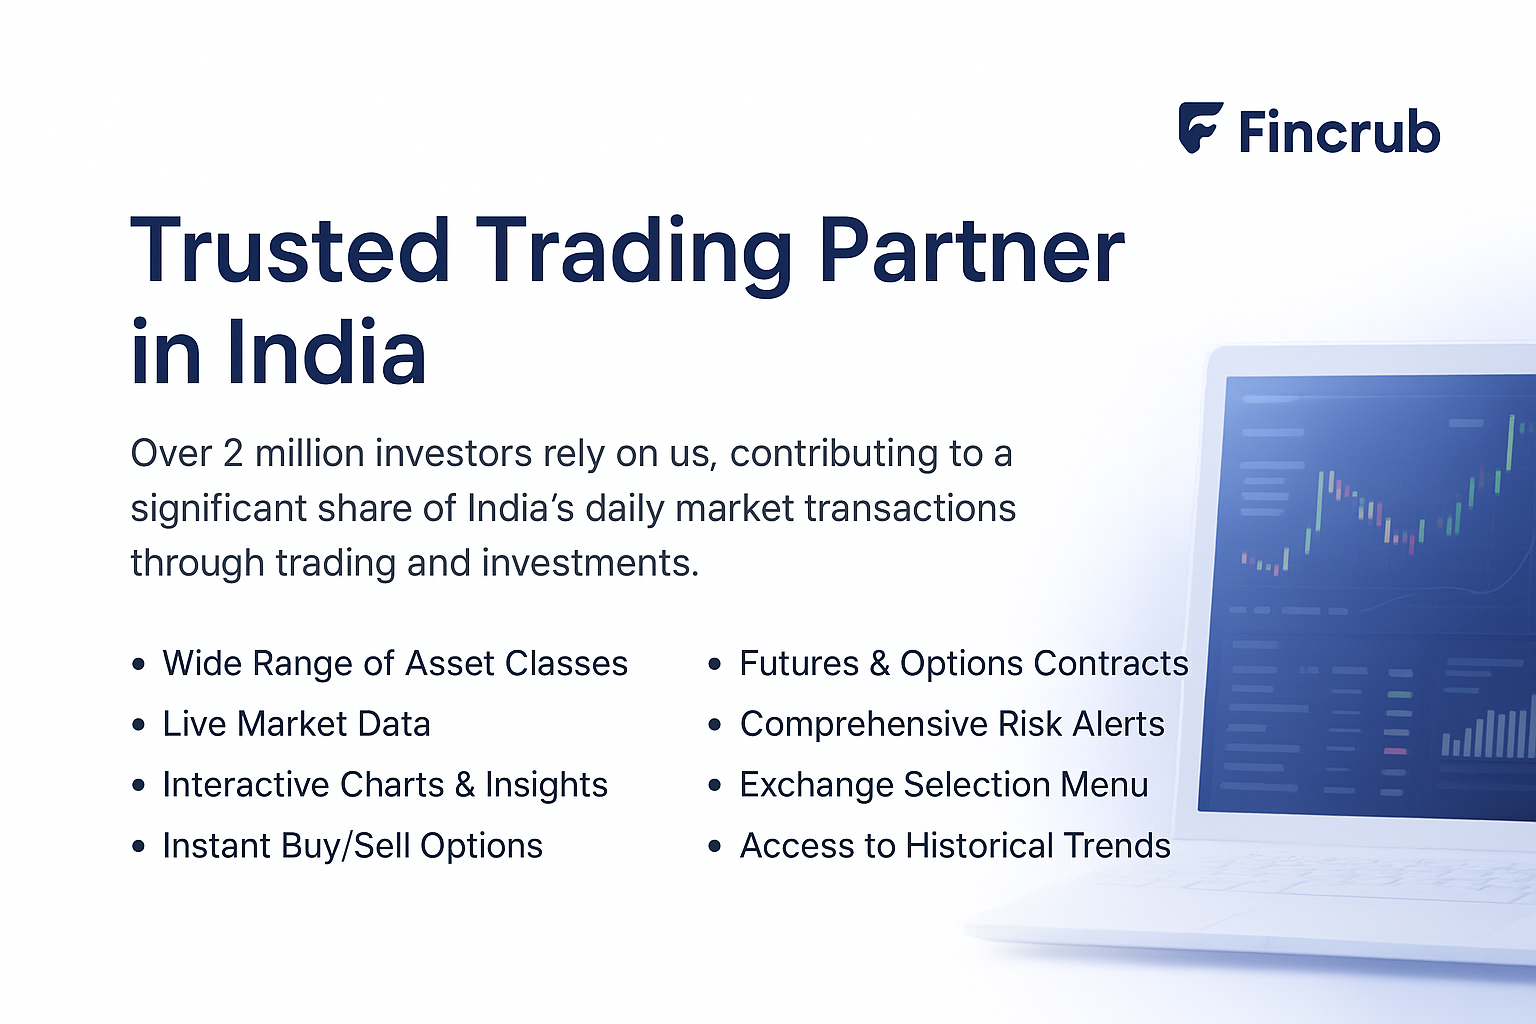 Fincrub
Trusted Trading Partner
in India
Over 2 million investors rely on us, contributing to a
significant share of India’s daily market transactions
through trading and investments.
• Wide Range of Asset Classes
• Live Market Data
• Interactive Charts & Insights
• Instant Buy/Sell Options
• Futures & Options Contracts
• Comprehensive Risk Alerts
• Exchange Selection Menu
• Access to Historical Trends